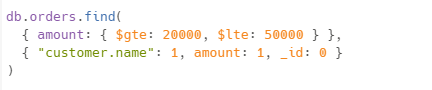 db.orders.find(
  { amount: { $gte: 20000, $lte: 50000 } },
  { "customer.name": 1, amount: 1, _id: 0 }
)